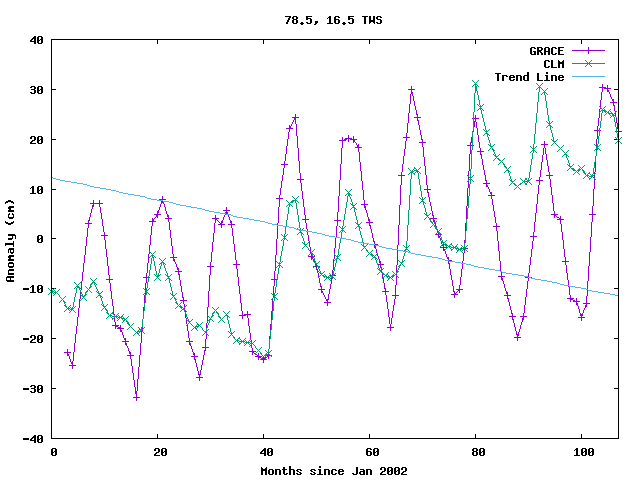 78.5, 16.5 TWS
GRACE
CLM
Trend Line
40
30
20
10
0
-10
-20
-30
-40
Anomaly (cm)
0 20 40 60 80 100
Months since Jan 2002